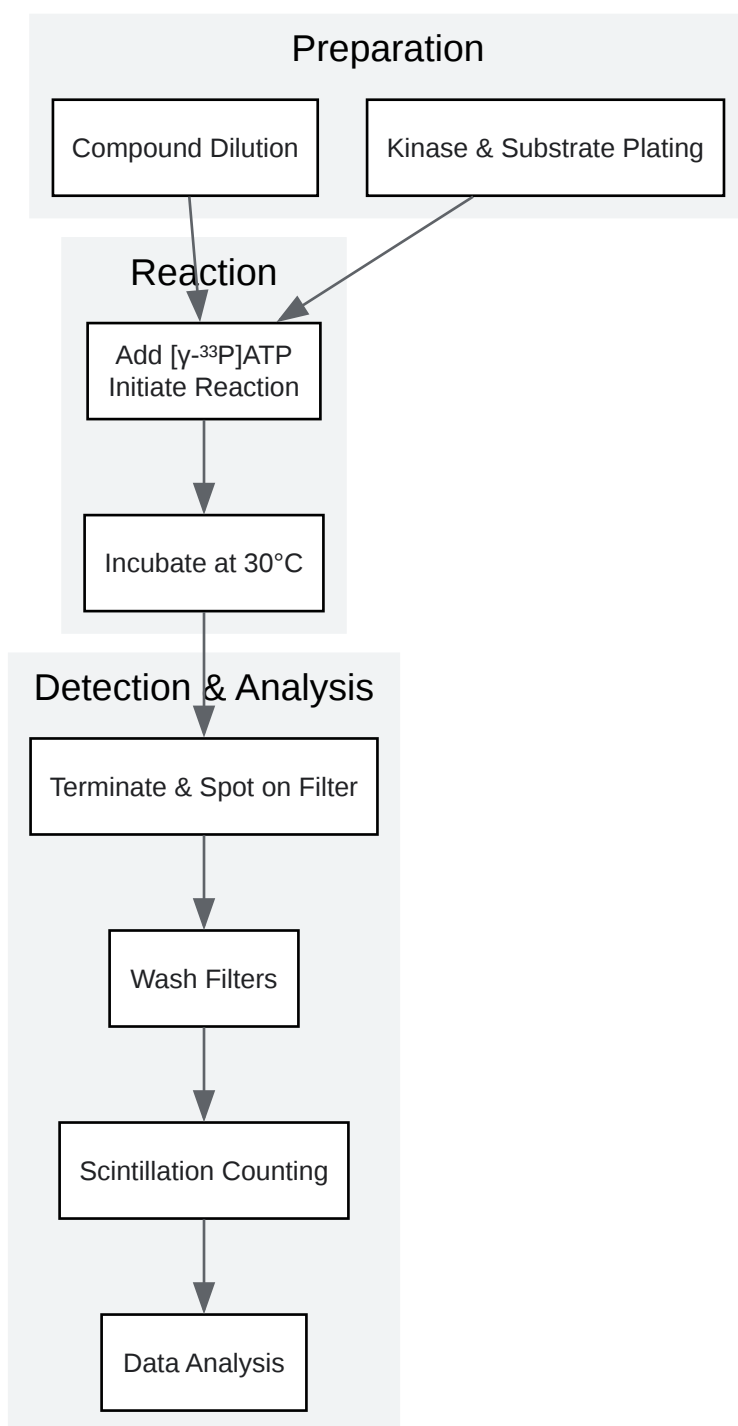 Preparation
Compound Dilution
Kinase & Substrate Plating
Reaction
Add [γ-³³P]ATP
Initiate Reaction
Incubate at 30°C
Detection & Analysis
Terminate & Spot on Filter
Wash Filters
Scintillation Counting
Data Analysis